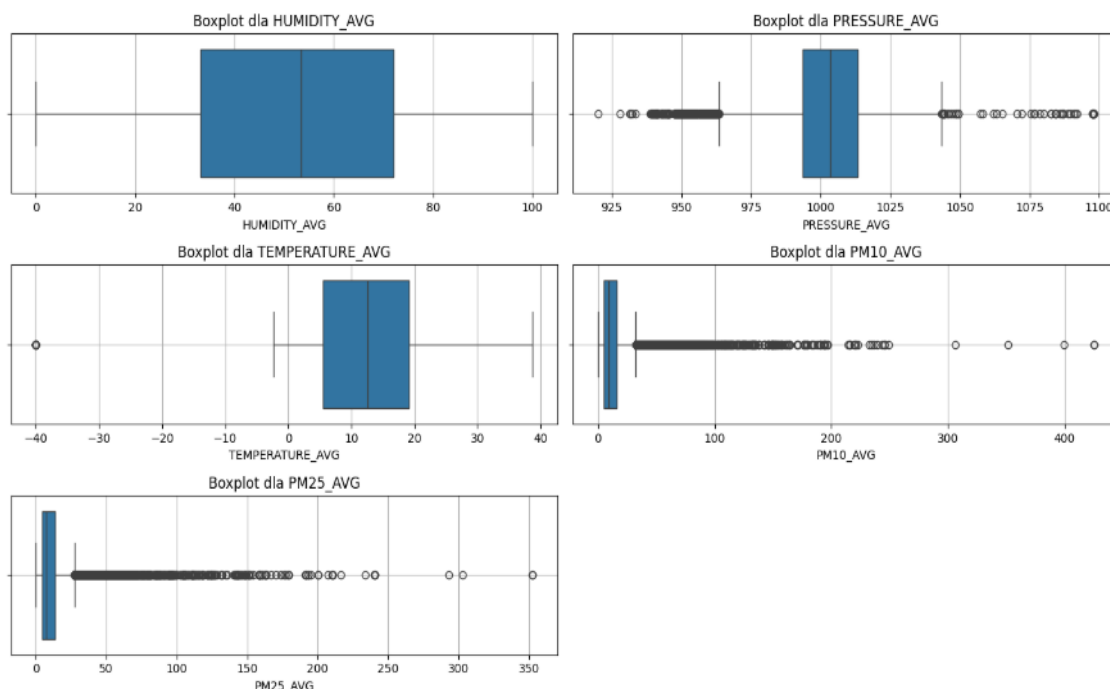 Boxplot dla HUMIDITY_AVG
0 20 40 60 80 100
HUMIDITY_AVG
Boxplot dla PRESSURE_AVG
925 950 975 1000 1025 1050 1075 1100
PRESSURE_AVG
Boxplot dla TEMPERATURE_AVG
−40 −30 −20 −10 0 10 20 30 40
TEMPERATURE_AVG
Boxplot dla PM10_AVG
0 100 200 300 400
PM10_AVG
Boxplot dla PM25_AVG
0 50 100 150 200 250 300 350
PM25_AVG